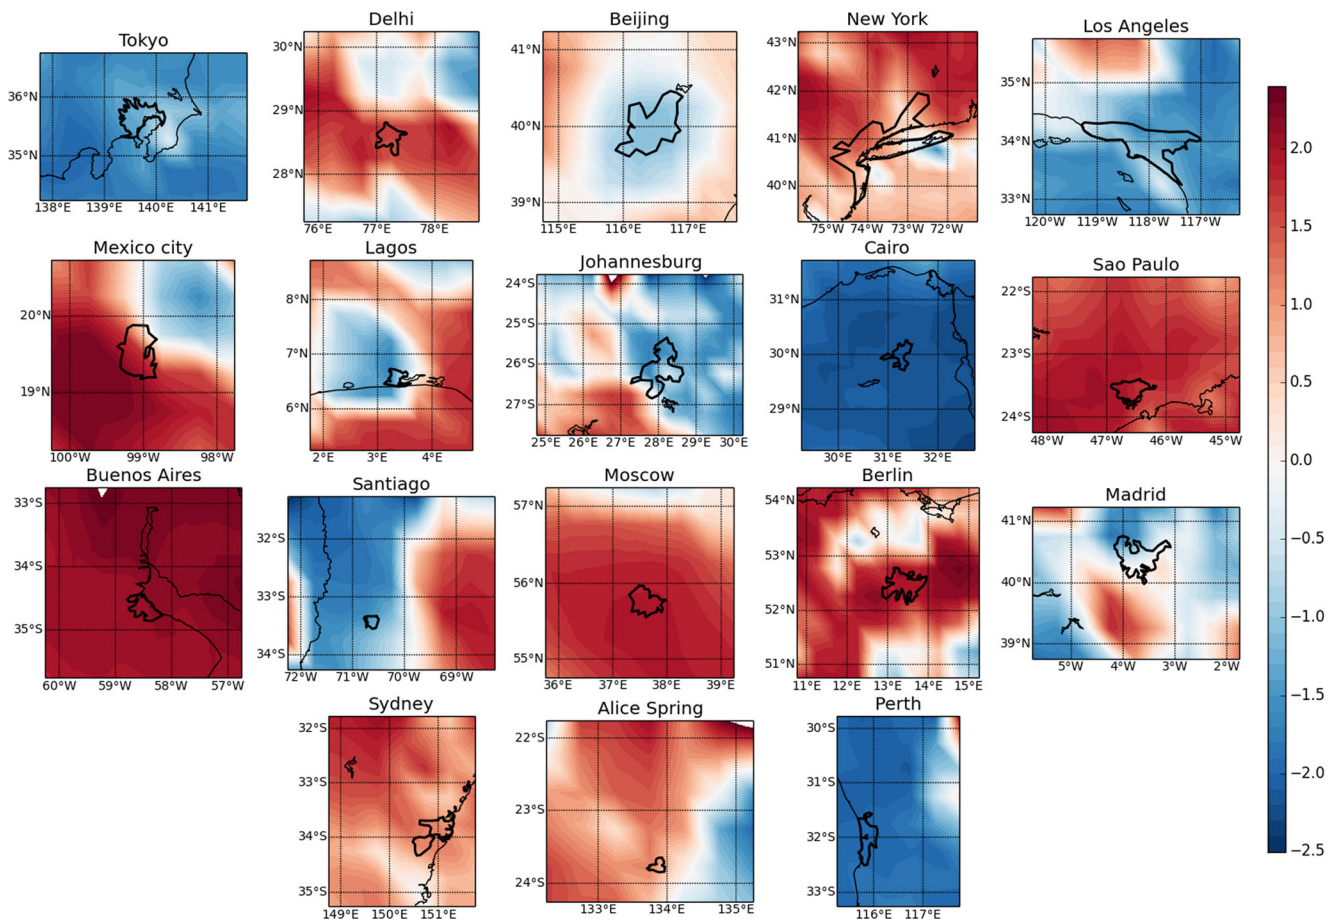 Tokyo
36°N
35°N
138°E 139°E 140°E 141°E
Delhi
30°N
29°N
28°N
76°E 77°E 78°E
Beijing
41°N
40°N
39°N
115°E 116°E 117°E
New York
43°N
42°N
41°N
40°N
75°W 74°W 73°W 72°W
Los Angeles
35°N
34°N
33°N
120°W 119°W 118°W 117°W
Mexico city
20°N
19°N
100°W 99°W 98°W
Lagos
8°N
7°N
6°N
2°E 3°E 4°E
Johannesburg
24°S
25°S
26°S
27°S
25°E 26°E 27°E 28°E 29°E 30°E
Cairo
31°N
30°N
29°N
30°E 31°E 32°E
Sao Paulo
22°S
23°S
24°S
48°W 47°W 46°W 45°W
Buenos Aires
33°S
34°S
35°S
60°W 59°W 58°W 57°W
Santiago
32°S
33°S
34°S
72°W 71°W 70°W 69°W
Moscow
57°N
56°N
55°N
36°E 37°E 38°E 39°E
Berlin
54°N
53°N
52°N
51°N
11°E 12°E 13°E 14°E 15°E
Madrid
41°N
40°N
39°N
5°W 4°W 3°W 2°W
Sydney
32°S
33°S
34°S
35°S
149°E 150°E 151°E
Alice Spring
22°S
23°S
24°S
133°E 134°E 135°E
Perth
30°S
31°S
32°S
33°S
116°E 117°E
2.0
1.5
1.0
0.5
0.0
−0.5
−1.0
−1.5
−2.0
−2.5